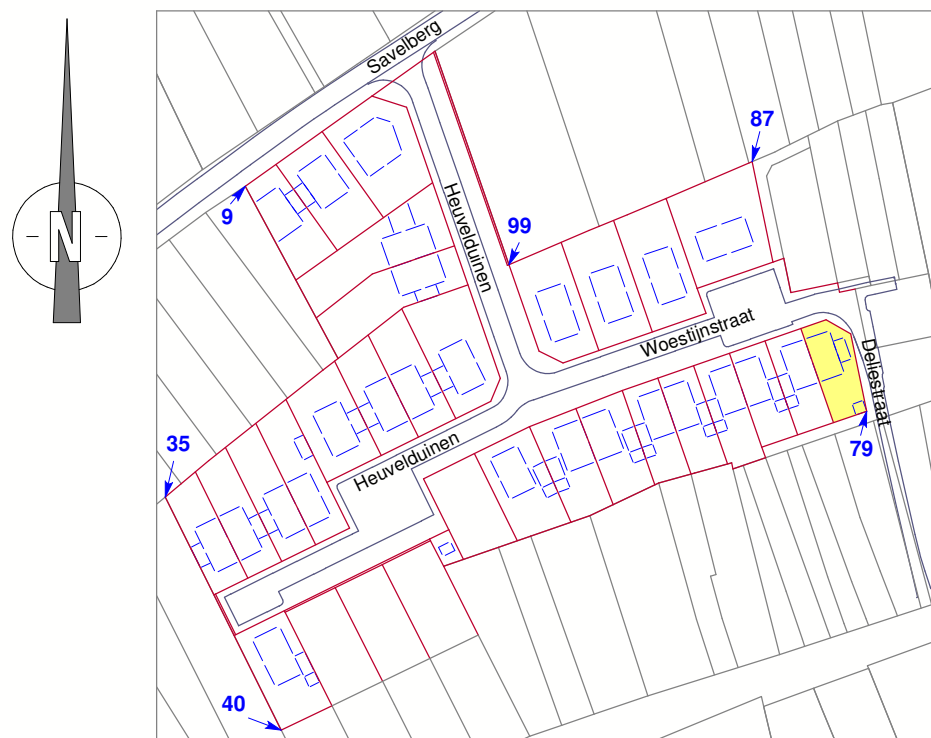 Savelberg
87
9
Heuvelduinen
99
N
Woestijnstraat
Deliestraat
35
Heuvelduinen
79
40